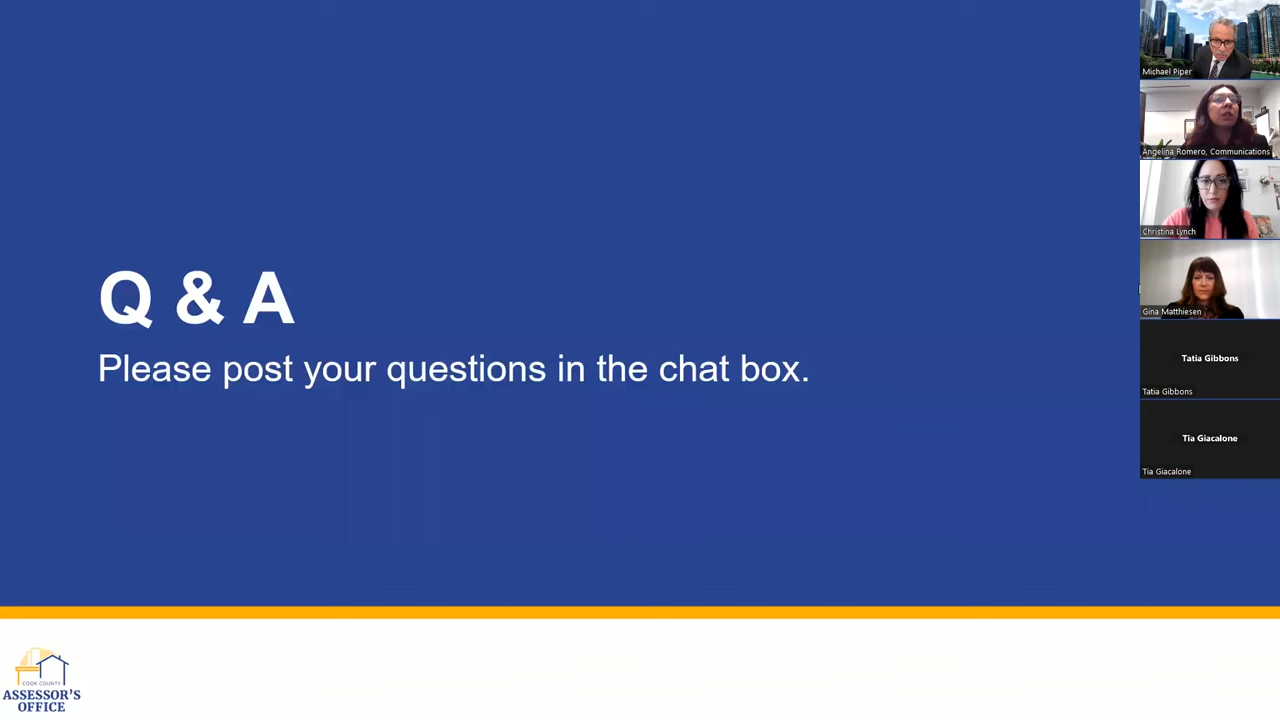 Q & A
Please post your questions in the chat box.
Michael Piper
Angelina Romero, Communications
Christina Lynch
Gina Matthiesen
Tatia Gibbons
Tatia Gibbons
Tia Giacalone
Tia Giacalone
COOK COUNTY
ASSESSOR'S
OFFICE